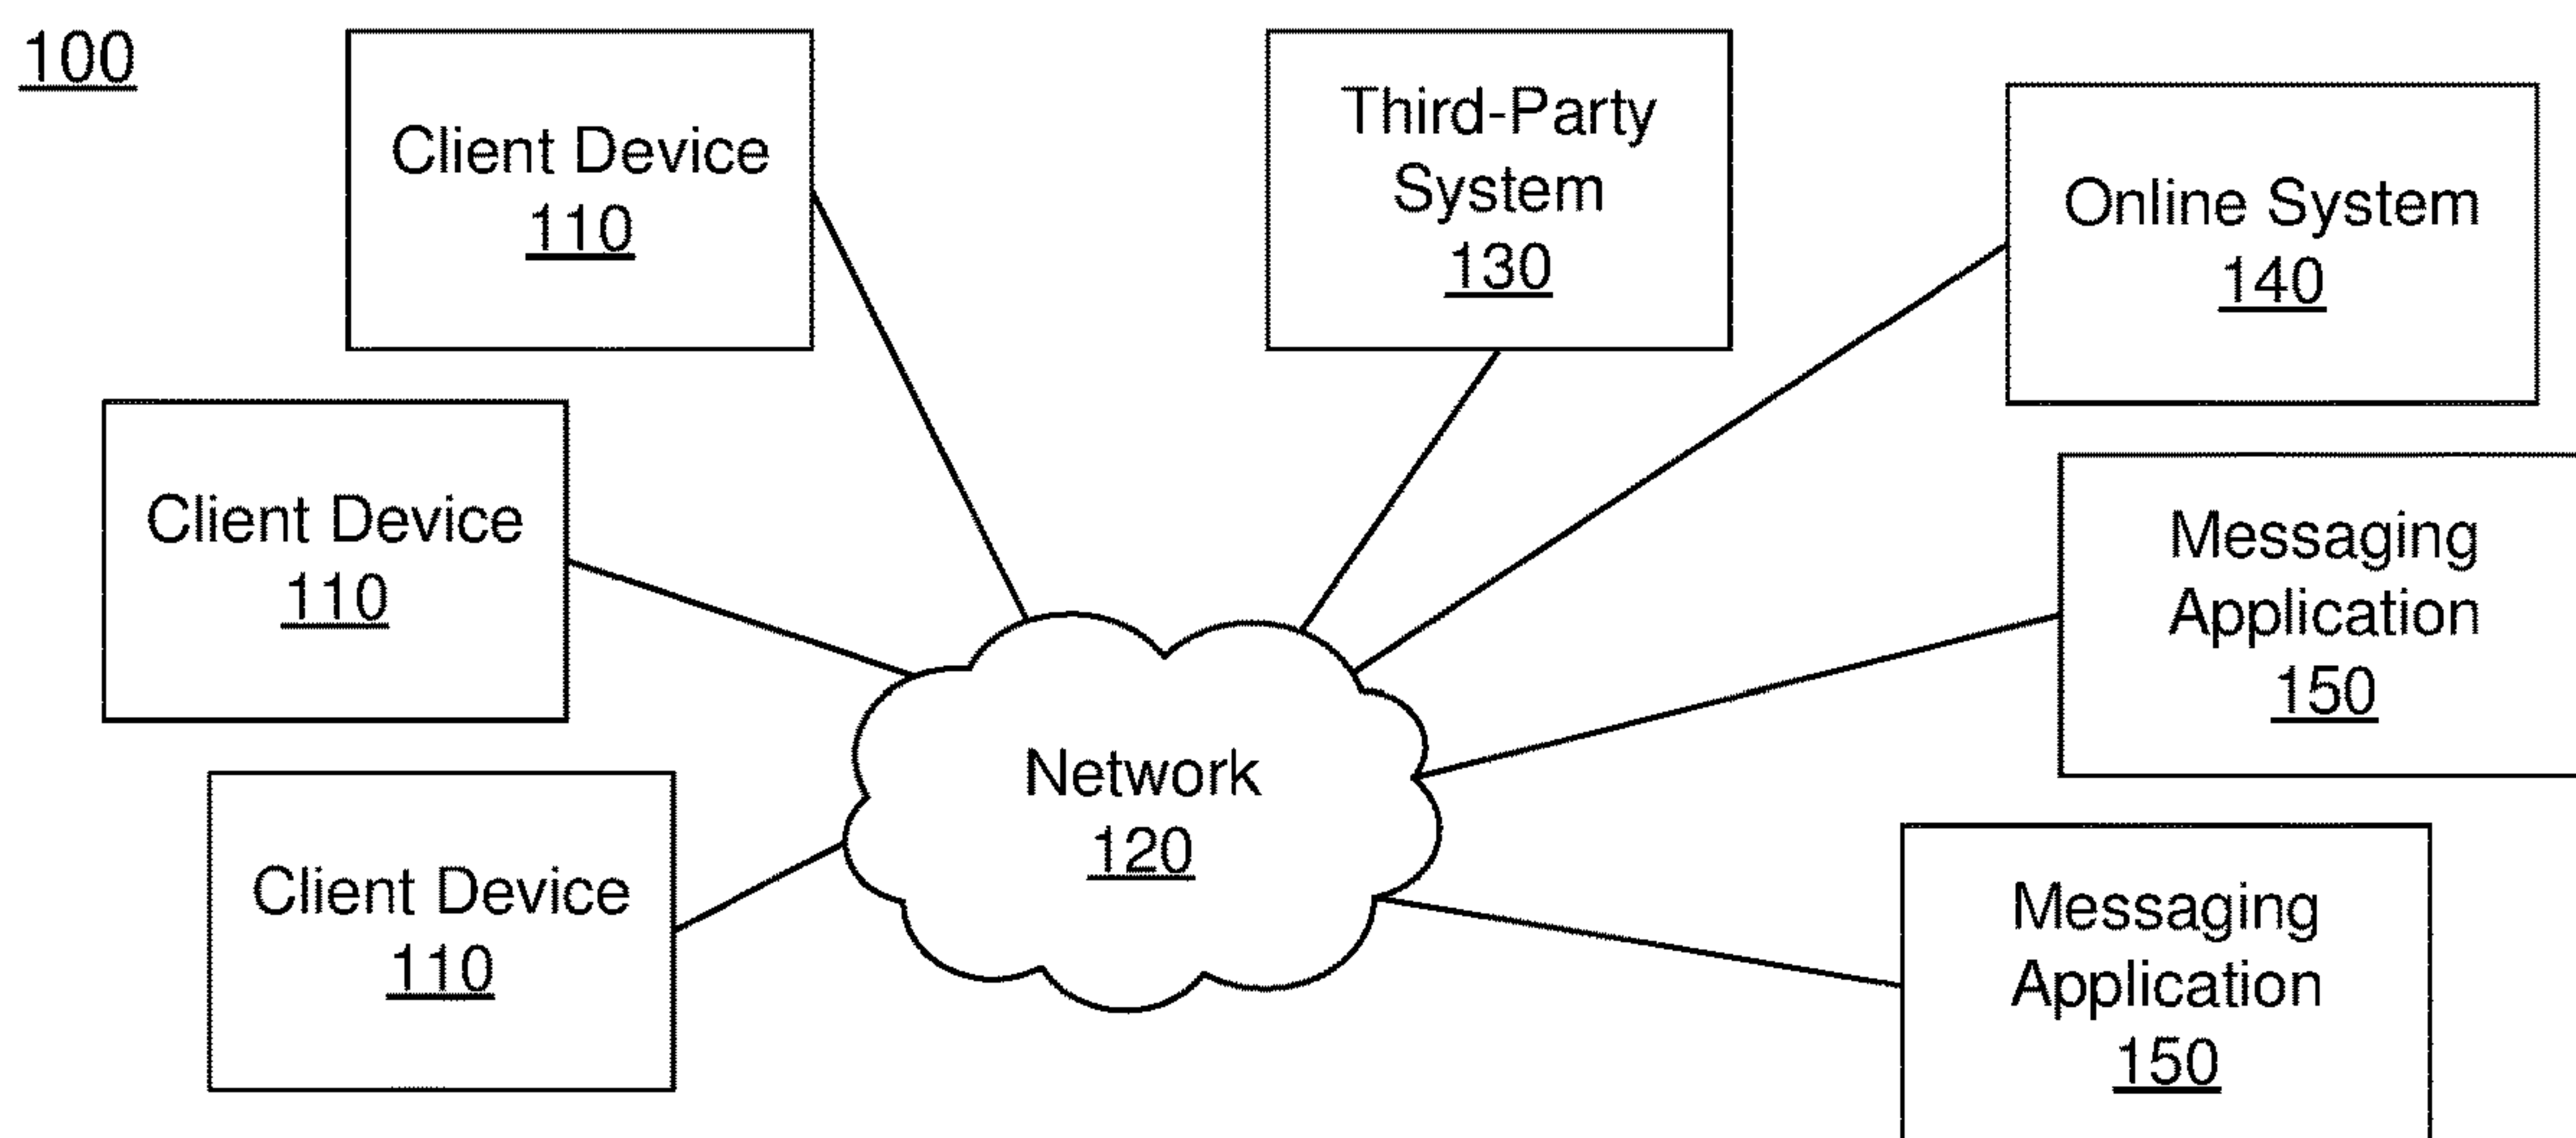 100
Client Device
110
Third-Party
System
130
Online System
140
Client Device
110
Messaging
Application
150
Network
120
Client Device
110
Messaging
Application
150